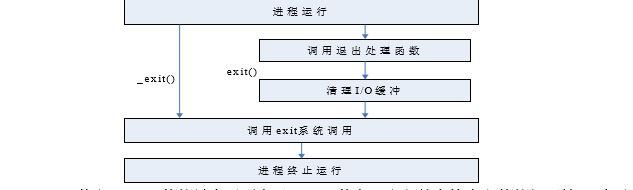 进程运行
调用退出处理函数
_exit()
exit()
清理I/O缓冲
调用exit系统调用
进程终止运行